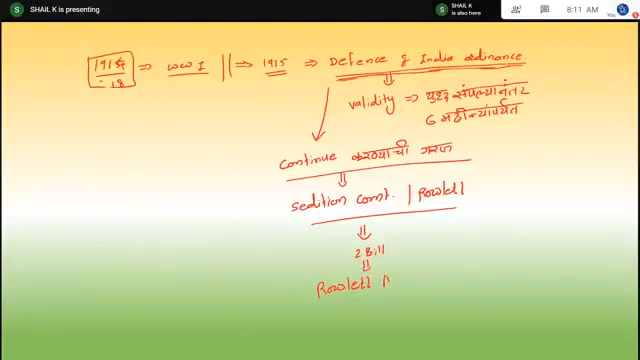 S SHAIL K is presenting
SHAIL K is also here
8:11 AM
You
1914 => WWI || => 1915 => Defence of India ordinance
- 18
validity => युद्ध संपल्यानंतर
6 महीन्यांपर्यंत
continue करण्याची गरज
sedition comt. | Rowlett
2 Bill
Rowlett A